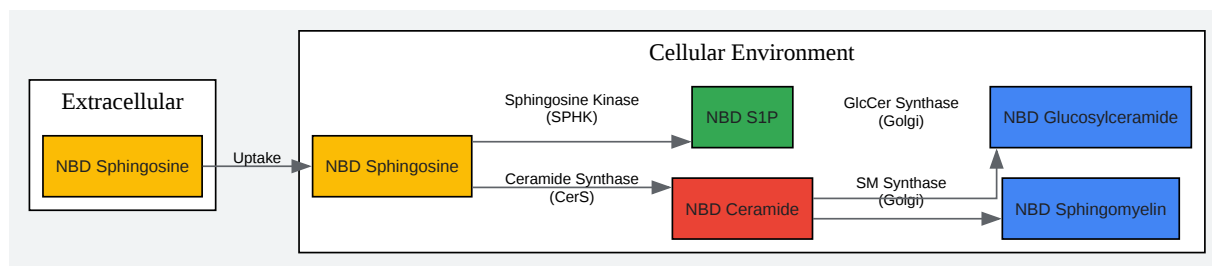 Cellular Environment
Extracellular
NBD Sphingosine
Uptake
NBD Sphingosine
Sphingosine Kinase
(SPHK)
NBD S1P
Ceramide Synthase
(CerS)
NBD Ceramide
GlcCer Synthase
(Golgi)
NBD Glucosylceramide
SM Synthase
(Golgi)
NBD Sphingomyelin